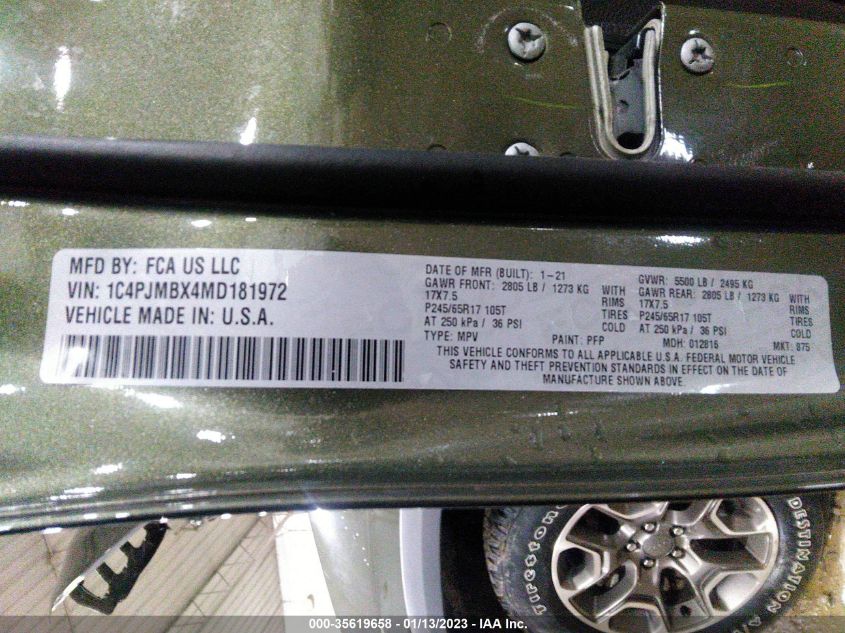 MFD BY: FCA US LLC
VIN: 1C4PJMBX4MD181972
VEHICLE MADE IN: U.S.A.
DATE OF MFR (BUILT): 1-21
GAWR FRONT: 2805 LB / 1273 KG WITH
17X7.5 RIMS
P245/65R17 105T TIRES
AT 250 kPa / 36 PSI COLD
TYPE: MPV PAINT: PFP
GVWR: 5500 LB / 2495 KG
GAWR REAR: 2805 LB / 1273 KG WITH
17X7.5 RIMS
P245/65R17 105T TIRES
AT 250 kPa / 36 PSI COLD
MDH: 012816 MKT: 875
THIS VEHICLE CONFORMS TO ALL APPLICABLE U.S.A. FEDERAL MOTOR VEHICLE
SAFETY AND THEFT PREVENTION STANDARDS IN EFFECT ON THE DATE OF
MANUFACTURE SHOWN ABOVE
FIRESTONE
DESTINATION
000-35619658 - 01/13/2023 - IAA Inc.